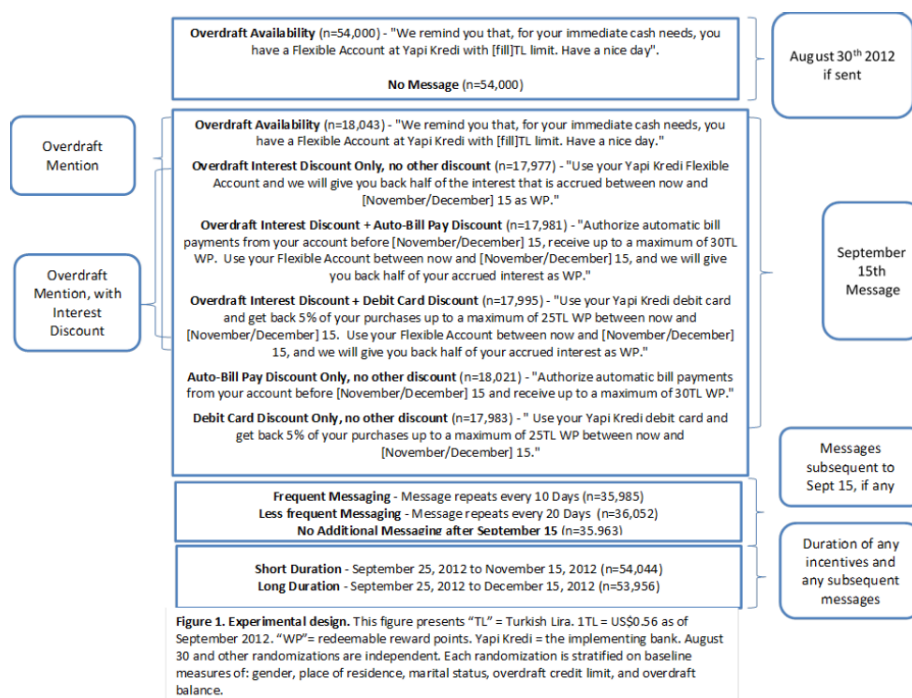 Overdraft Availability (n=54,000) - "We remind you that, for your immediate cash needs, you
have a Flexible Account at Yapi Kredi with [fill]TL limit. Have a nice day".
No Message (n=54,000)
August 30th 2012
if sent
Overdraft
Mention
Overdraft Availability (n=18,043) - "We remind you that, for your immediate cash needs, you
have a Flexible Account at Yapi Kredi with [fill]TL limit. Have a nice day."
Overdraft Interest Discount Only, no other discount (n=17,977) - "Use your Yapi Kredi Flexible
Account and we will give you back half of the interest that is accrued between now and
[November/December] 15 as WP."
Overdraft Interest Discount + Auto-Bill Pay Discount (n=17,981) - "Authorize automatic bill
payments from your account before [November/December] 15, receive up to a maximum of 30TL
WP. Use your Flexible Account between now and [November/December] 15, and we will give
you back half of your accrued interest as WP."
Overdraft
Mention, with
Interest
Discount
Overdraft Interest Discount + Debit Card Discount (n=17,995) - "Use your Yapi Kredi debit card
and get back 5% of your purchases up to a maximum of 25TL WP between now and
[November/December] 15. Use your Flexible Account between now and [November/December]
15, and we will give you back half of your accrued interest as WP."
September
15th
Message
Auto-Bill Pay Discount Only, no other discount (n=18,021) - "Authorize automatic bill payments
from your account before [November/December] 15 and receive up to a maximum of 30TL WP."
Debit Card Discount Only, no other discount (n=17,983) - " Use your Yapi Kredi debit card and
get back 5% of your purchases up to a maximum of 25TL WP between now and
[November/December] 15."
Messages
subsequent to
Sept 15, if any
Frequent Messaging - Message repeats every 10 Days (n=35,985)
Less frequent Messaging - Message repeats every 20 Days (n=36,052)
No Additional Messaging after September 15 (n=35,963)
Short Duration - September 25, 2012 to November 15, 2012 (n=54,044)
Long Duration - September 25, 2012 to December 15, 2012 (n=53,956)
Duration of any
incentives and
any subsequent
messages
Figure 1. Experimental design. This figure presents "TL" = Turkish Lira. 1TL = US$0.56 as of
September 2012. "WP"= redeemable reward points. Yapi Kredi = the implementing bank. August
30 and other randomizations are independent. Each randomization is stratified on baseline
measures of: gender, place of residence, marital status, overdraft credit limit, and overdraft
balance.